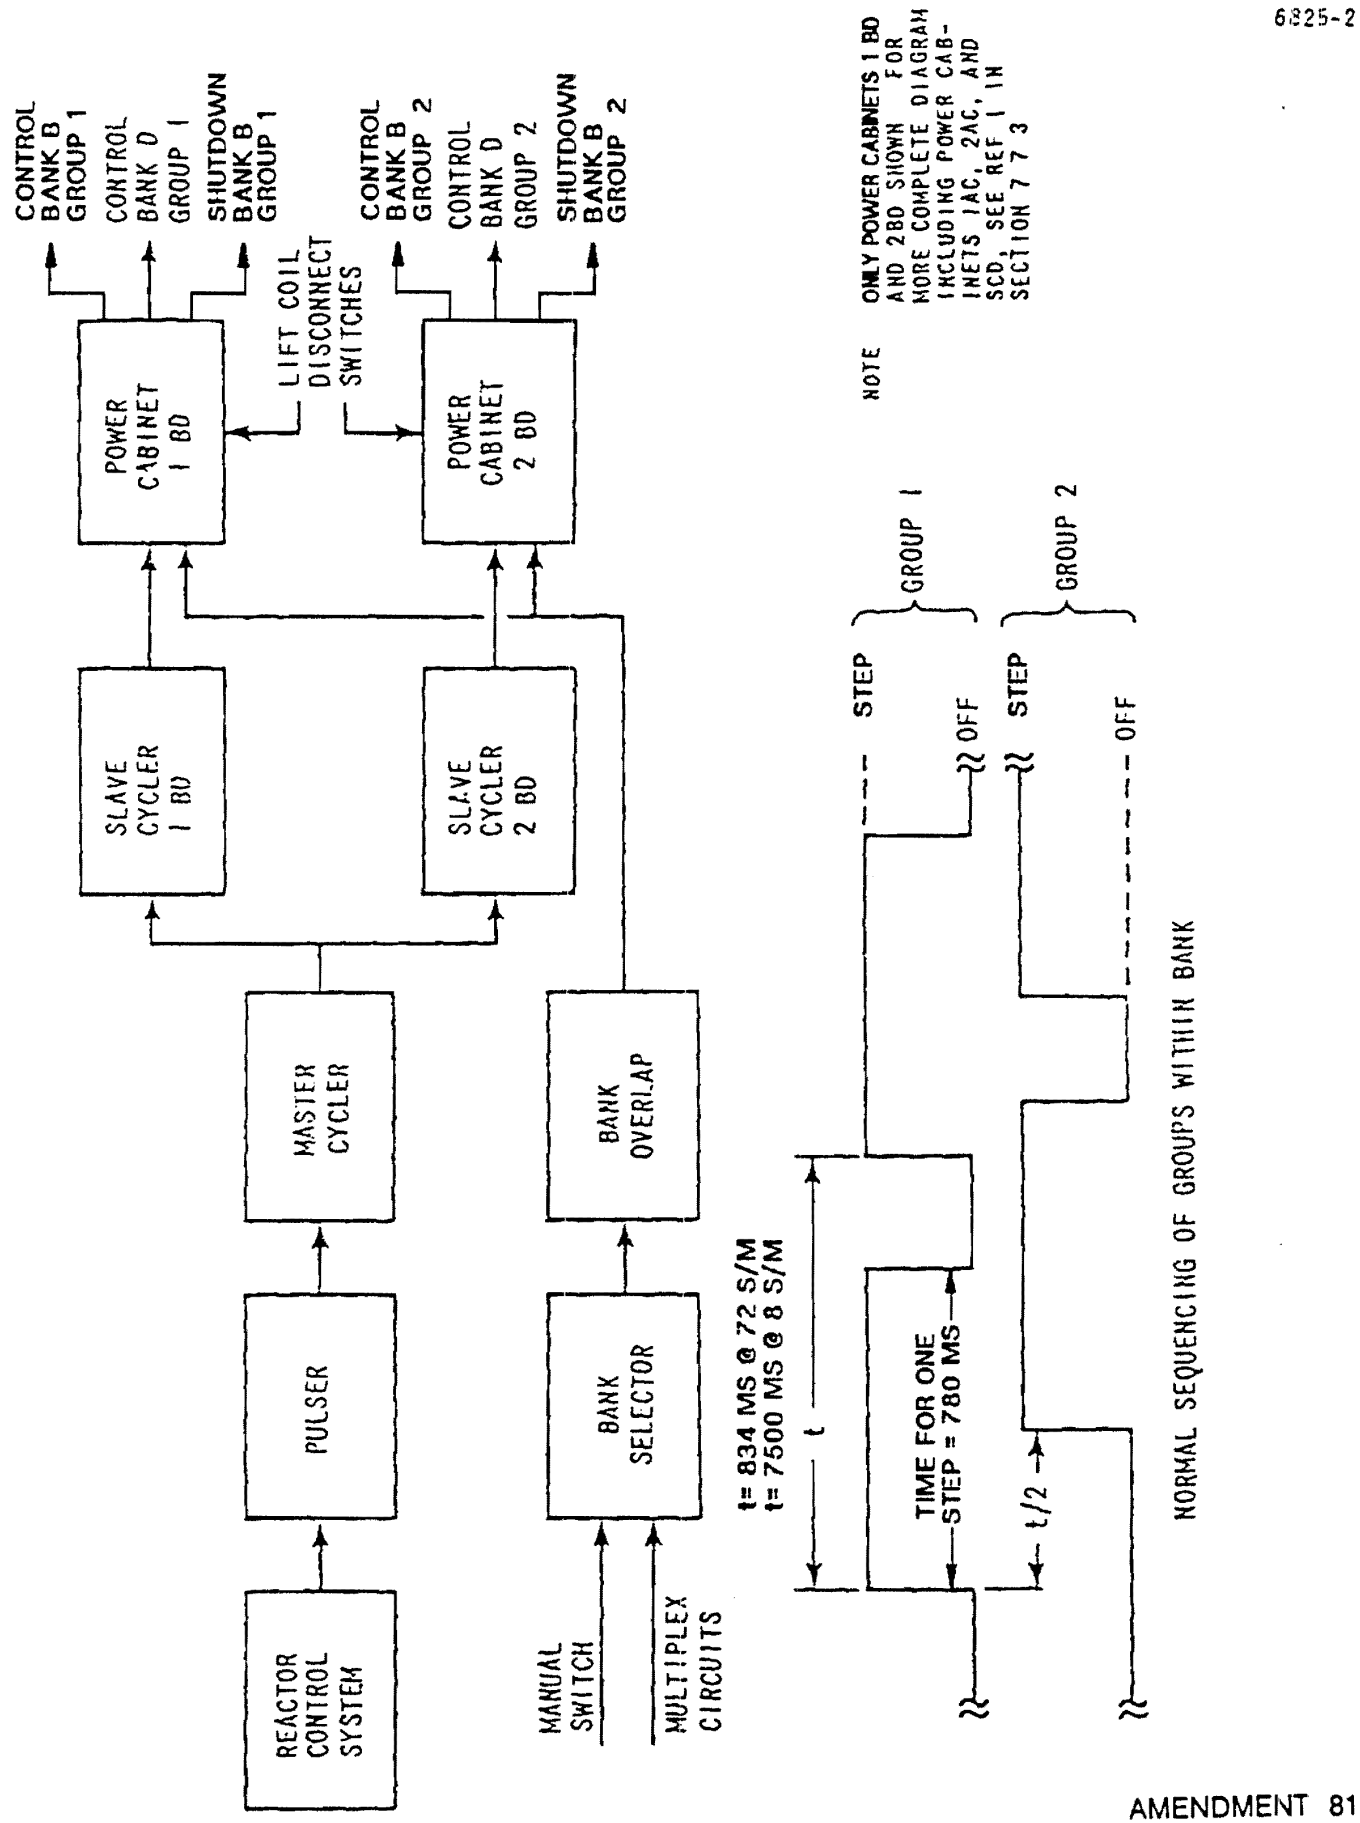 6825-2
REACTOR
CONTROL
SYSTEM
PULSER
MASTER
CYCLER
SLAVE
CYCLER
1 BD
POWER
CABINET
1 BD
CONTROL
BANK B
GROUP 1
CONTROL
BANK D
GROUP 1
SHUTDOWN
BANK B
GROUP 1
LIFT COIL
DISCONNECT
SWITCHES
SLAVE
CYCLER
2 BD
POWER
CABINET
2 BD
CONTROL
BANK B
GROUP 2
CONTROL
BANK D
GROUP 2
SHUTDOWN
BANK B
GROUP 2
MANUAL
SWITCH
MULTIPLEX
CIRCUITS
BANK
SELECTOR
BANK
OVERLAP
t= 834 MS @ 72 S/M
t= 7500 MS @ 8 S/M
t
TIME FOR ONE
STEP = 780 MS
t/2
STEP
OFF
GROUP 1
STEP
OFF
GROUP 2
NOTE ONLY POWER CABINETS 1 BD
AND 2BD SHOWN FOR
MORE COMPLETE DIAGRAM
INCLUDING POWER CAB-
INETS 1AC, 2AC, AND
SCD, SEE REF 1 IN
SECTION 7 7 3
NORMAL SEQUENCING OF GROUPS WITHIN BANK
AMENDMENT 81